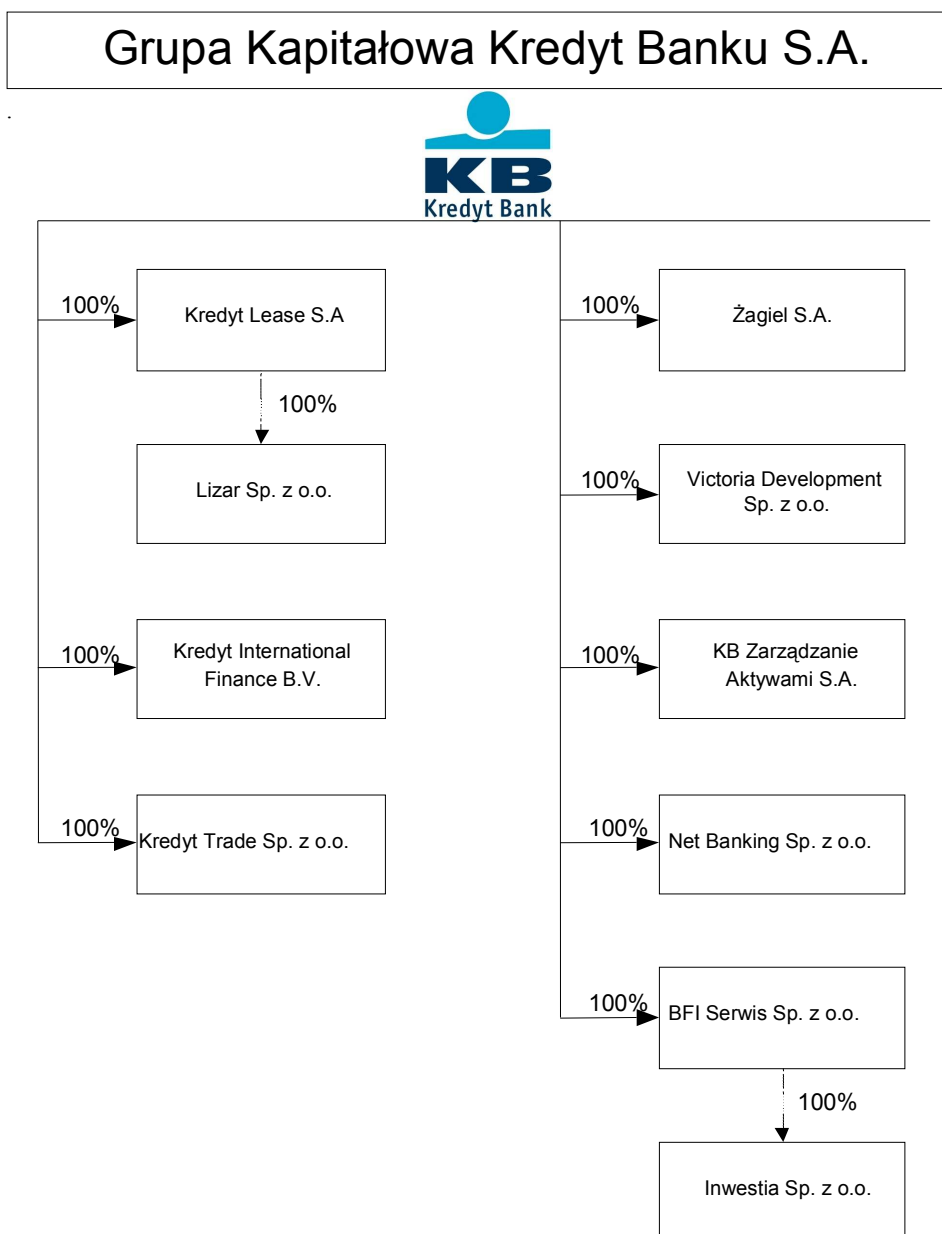 Grupa Kapitałowa Kredyt Banku S.A.
.
KB
Kredyt Bank
100%
Kredyt Lease S.A
100%
Lizar Sp. z o.o.
100%
Kredyt International
Finance B.V.
100%
Kredyt Trade Sp. z o.o.
100%
Żagiel S.A.
100%
Victoria Development
Sp. z o.o.
100%
KB Zarządzanie
Aktywami S.A.
100%
Net Banking Sp. z o.o.
100%
BFI Serwis Sp. z o.o.
100%
Inwestia Sp. z o.o.